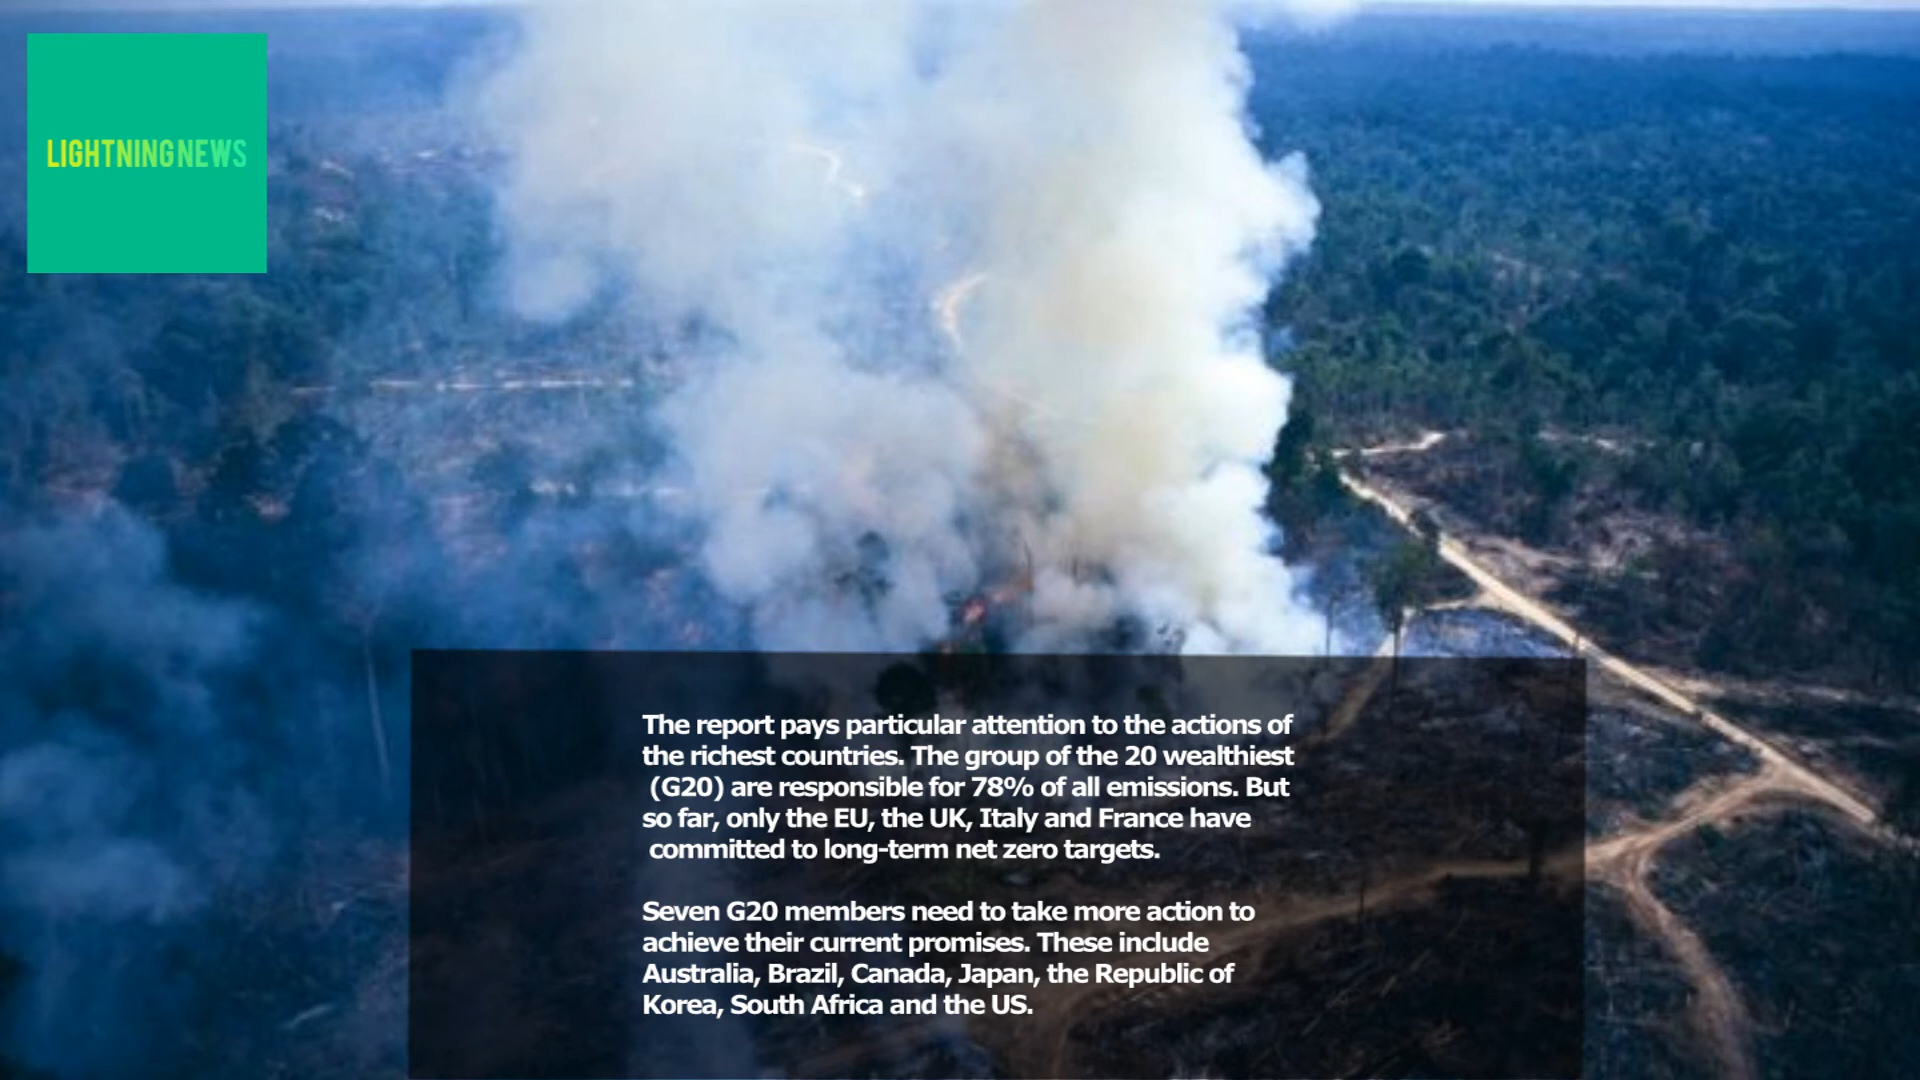 LIGHTNINGNEWS
The report pays particular attention to the actions of
the richest countries. The group of the 20 wealthiest
(G20) are responsible for 78% of all emissions. But
so far, only the EU, the UK, Italy and France have
committed to long-term net zero targets.
Seven G20 members need to take more action to
achieve their current promises. These include
Australia, Brazil, Canada, Japan, the Republic of
Korea, South Africa and the US.